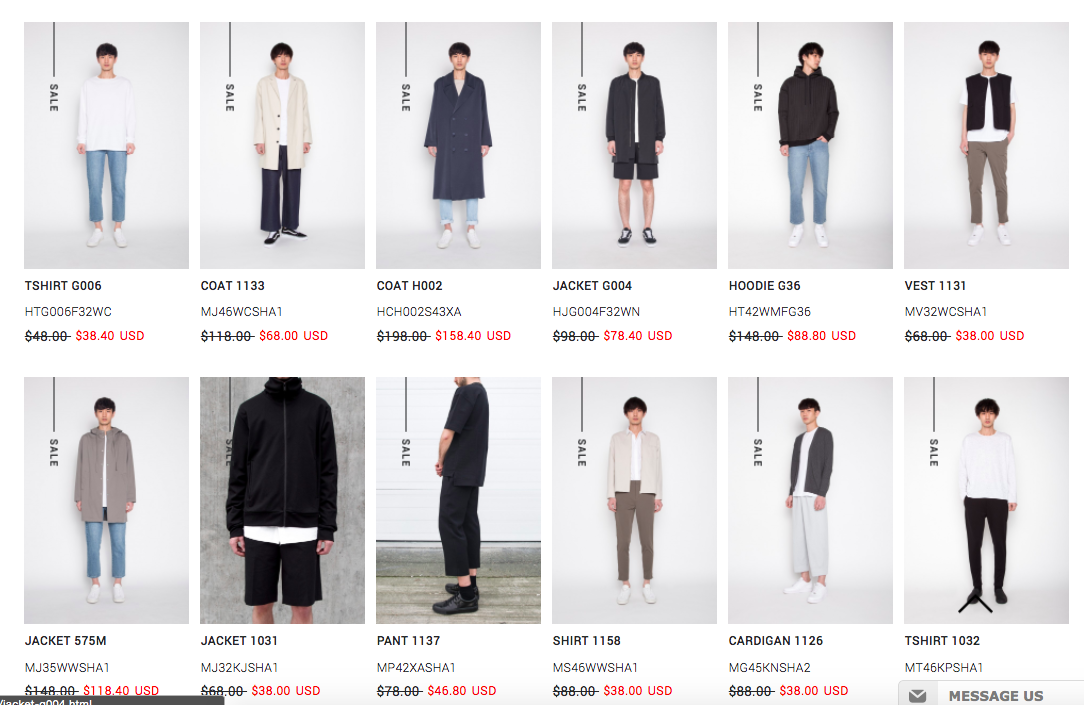 SALE
SALE
SALE
SALE
SALE
TSHIRT G006
HTG006F32WC
$48.00 $38.40 USD
COAT 1133
MJ46WCSHA1
$118.00 $68.00 USD
COAT H002
HCH002S43XA
$198.00 $158.40 USD
JACKET G004
HJG004F32WN
$98.00 $78.40 USD
HOODIE G36
HT42WMFG36
$148.00 $88.80 USD
VEST 1131
MV32WCSHA1
$68.00 $38.00 USD
SALE
SALE
SALE
SALE
SALE
SALE
JACKET 575M
MJ35WWSHA1
$148.00 $118.40 USD
JACKET 1031
MJ32KJSHA1
$68.00 $38.00 USD
PANT 1137
MP42XASHA1
$78.00 $46.80 USD
SHIRT 1158
MS46WWSHA1
$88.00 $38.00 USD
CARDIGAN 1126
MG45KNSHA2
$88.00 $38.00 USD
TSHIRT 1032
MT46KPSHA1
/jacket-g004.html
MESSAGE US